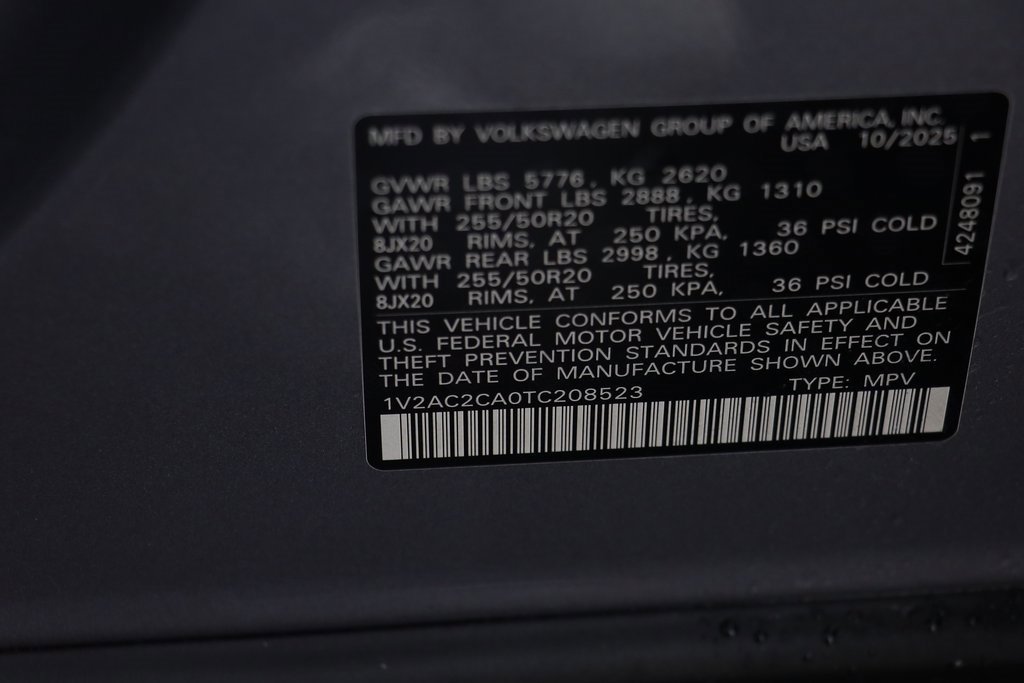 MFD BY VOLKSWAGEN GROUP OF AMERICA, INC.
USA 10/2025
GVWR LBS 5776, KG 2620
GAWR FRONT LBS 2888, KG 1310
WITH 255/50R20 TIRES,
8JX20 RIMS, AT 250 KPA, 36 PSI COLD
GAWR REAR LBS 2998, KG 1360
WITH 255/50R20 TIRES,
8JX20 RIMS, AT 250 KPA, 36 PSI COLD
THIS VEHICLE CONFORMS TO ALL APPLICABLE
U.S. FEDERAL MOTOR VEHICLE SAFETY AND
THEFT PREVENTION STANDARDS IN EFFECT ON
THE DATE OF MANUFACTURE SHOWN ABOVE.
TYPE: MPV
1V2AC2CA0TC208523
4248091 1